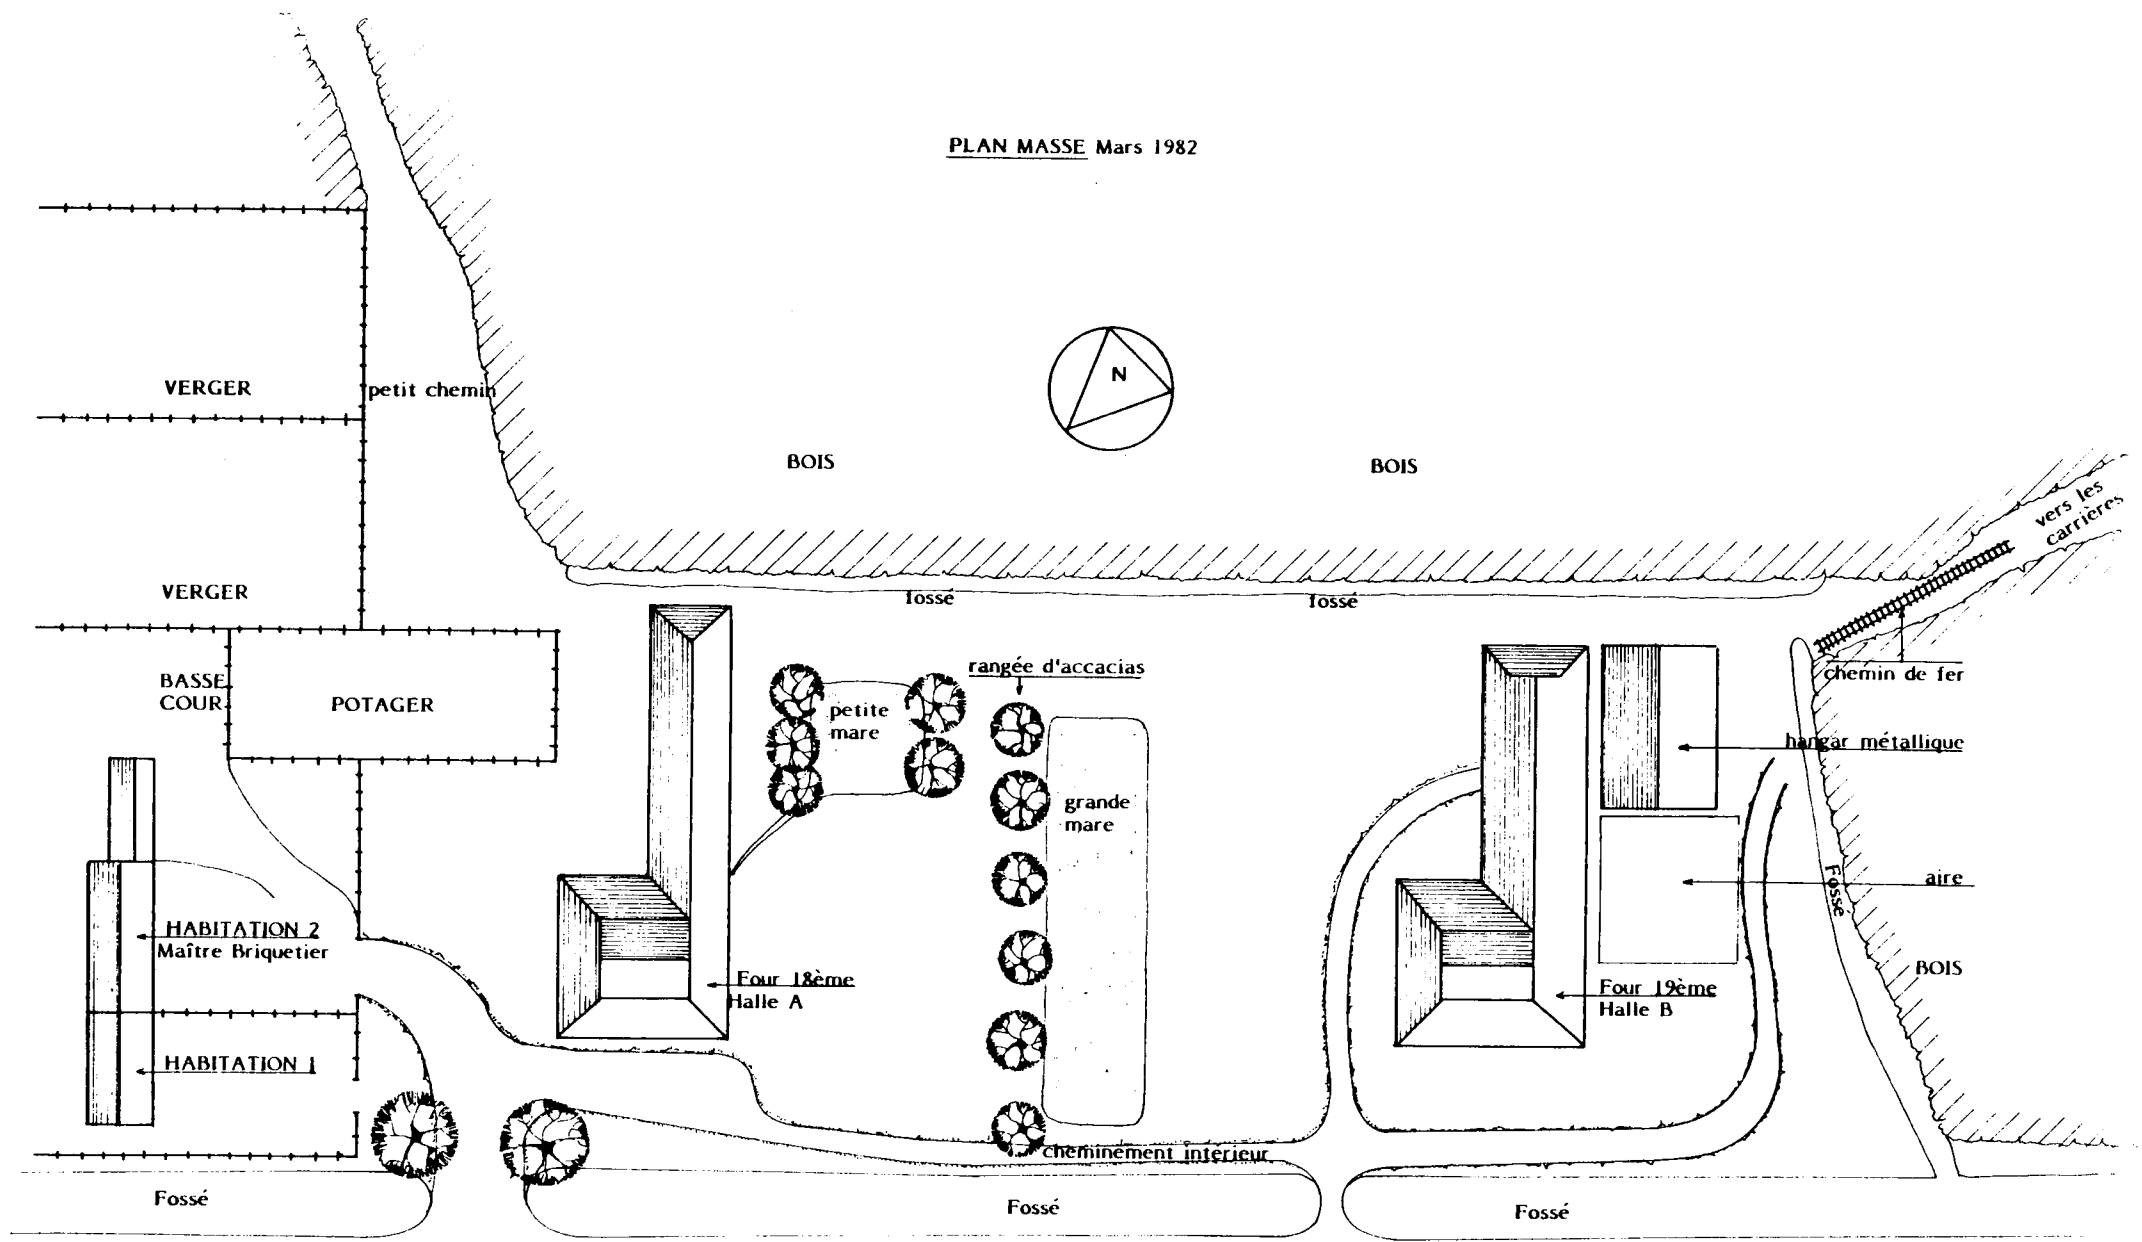 PLAN MASSE Mars 1982
N
VERGER
petit chemin
BOIS
BOIS
vers les
carrières
VERGER
fossé
fossé
BASSE
COUR
POTAGER
rangée d'accacias
petite
mare
chemin de fer
hangar métallique
grande
mare
aire
Fossé
HABITATION 2
Maître Briquetier
Four 18ème
Halle A
Four 19ème
Halle B
BOIS
HABITATION 1
cheminement intérieur
Fossé
Fossé
Fossé